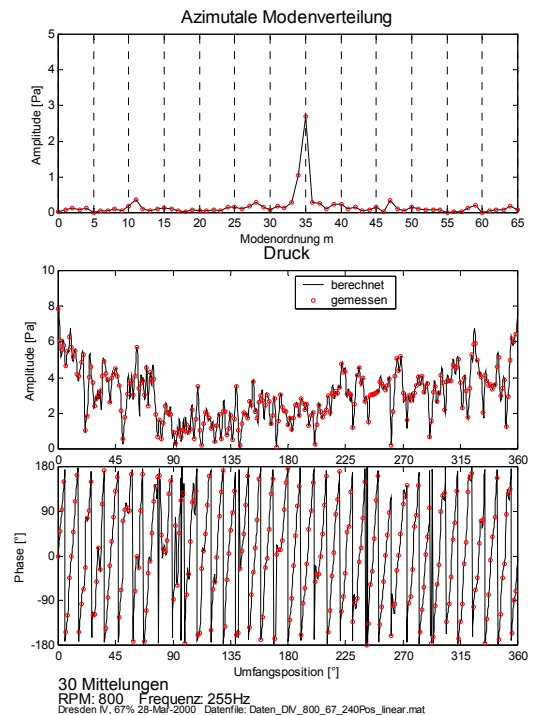 Azimutale Modenverteilung
5
4
3
2
1
0
Amplitude [Pa]
0 5 10 15 20 25 30 35 40 45 50 55 60 65
Modenordnung m
Druck
10
8
6
4
2
0
Amplitude [Pa]
berechnet
gemessen
0 45 90 135 180 225 270 315 360
180
90
0
-90
-180
Phase [°]
0 45 90 135 180 225 270 315 360
Umfangsposition [°]
30 Mittelungen
RPM: 800 Frequenz: 255Hz
Dresden IV, 67% 28-Mar-2000 Datenfile: Daten_DIV_800_67_240Pos_linear.mat